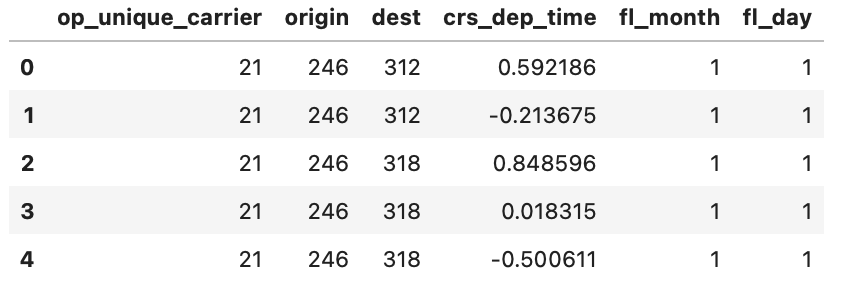 op_unique_carrier origin dest crs_dep_time fl_month fl_day
0 21 246 312 0.592186 1 1
1 21 246 312 -0.213675 1 1
2 21 246 318 0.848596 1 1
3 21 246 318 0.018315 1 1
4 21 246 318 -0.500611 1 1